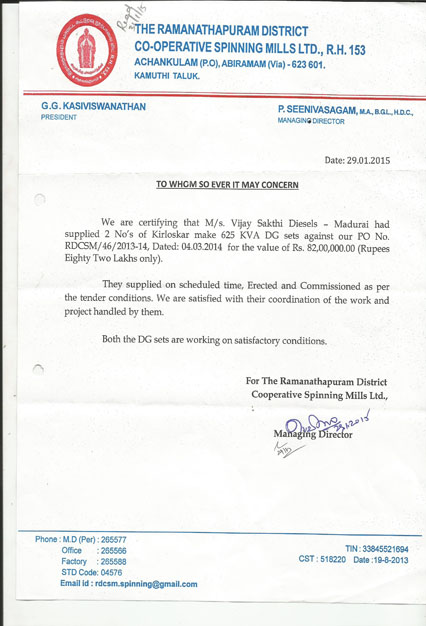 THE RAMANATHAPURAM DISTRICT
CO-OPERATIVE SPINNING MILLS LTD., R.H. 153
ACHANKULAM (P.O), ABIRAMAM (Via) - 623 601.
KAMUTHI TALUK.
G.G. KASIVISWANATHAN
PRESIDENT
P. SEENIVASAGAM, M.A., B.G.L., H.D.C.,
MANAGING DIRECTOR
Date: 29.01.2015
TO WHOM SO EVER IT MAY CONCERN
We are certifying that M/s. Vijay Sakthi Diesels – Madurai had
supplied 2 No's of Kirloskar make 625 KVA DG sets against our PO No.
RDCSM/46/2013-14, Dated: 04.03.2014 for the value of Rs. 82,00,000.00 (Rupees
Eighty Two Lakhs only).
They supplied on scheduled time, Erected and Commissioned as per
the tender conditions. We are satisfied with their coordination of the work and
project handled by them.
Both the DG sets are working on satisfactory conditions.
For The Ramanathapuram District
Cooperative Spinning Mills Ltd.,
Managing Director
Phone : M.D (Per) : 265577
Office : 265566
Factory : 265588
STD Code: 04576
Email Id : rdcsm.spinning@gmail.com
TIN : 33845521694
CST : 518220 Date :19-8-2013